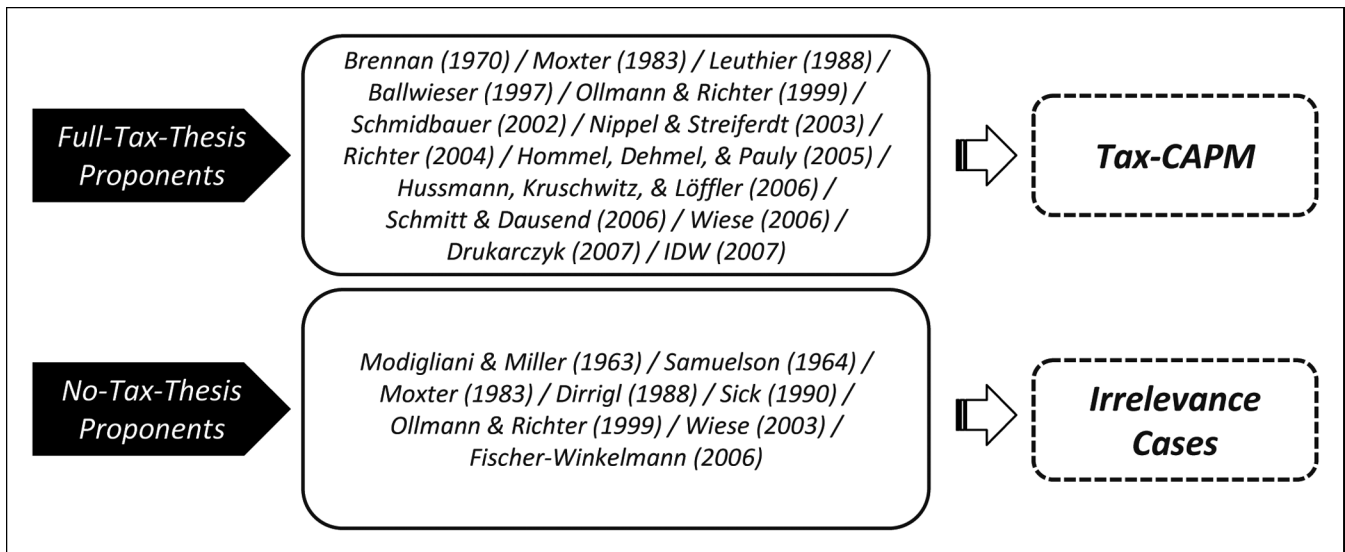 Full-Tax-Thesis
Proponents
Brennan (1970) / Moxter (1983) / Leuthier (1988) /
Ballwieser (1997) / Ollmann & Richter (1999) /
Schmidbauer (2002) / Nippel & Streiferdt (2003) /
Richter (2004) / Hommel, Dehmel, & Pauly (2005) /
Hussmann, Kruschwitz, & Löffler (2006) /
Schmitt & Dausend (2006) / Wiese (2006) /
Drukarczyk (2007) / IDW (2007)
Tax-CAPM
No-Tax-Thesis
Proponents
Modigliani & Miller (1963) / Samuelson (1964) /
Moxter (1983) / Dirrigl (1988) / Sick (1990) /
Ollmann & Richter (1999) / Wiese (2003) /
Fischer-Winkelmann (2006)
Irrelevance
Cases